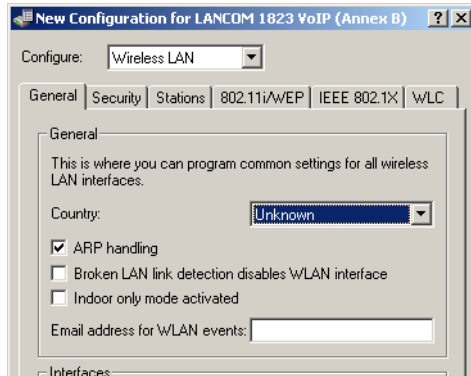 New Configuration for LANCOM 1823 VoIP (Annex B)
Configure: Wireless LAN
General Security Stations 802.11i/WEP IEEE 802.1X WLC
General
This is where you can program common settings for all wireless
LAN interfaces.
Country: Unknown
ARP handling
Broken LAN link detection disables WLAN interface
Indoor only mode activated
Email address for WLAN events:
Interfaces